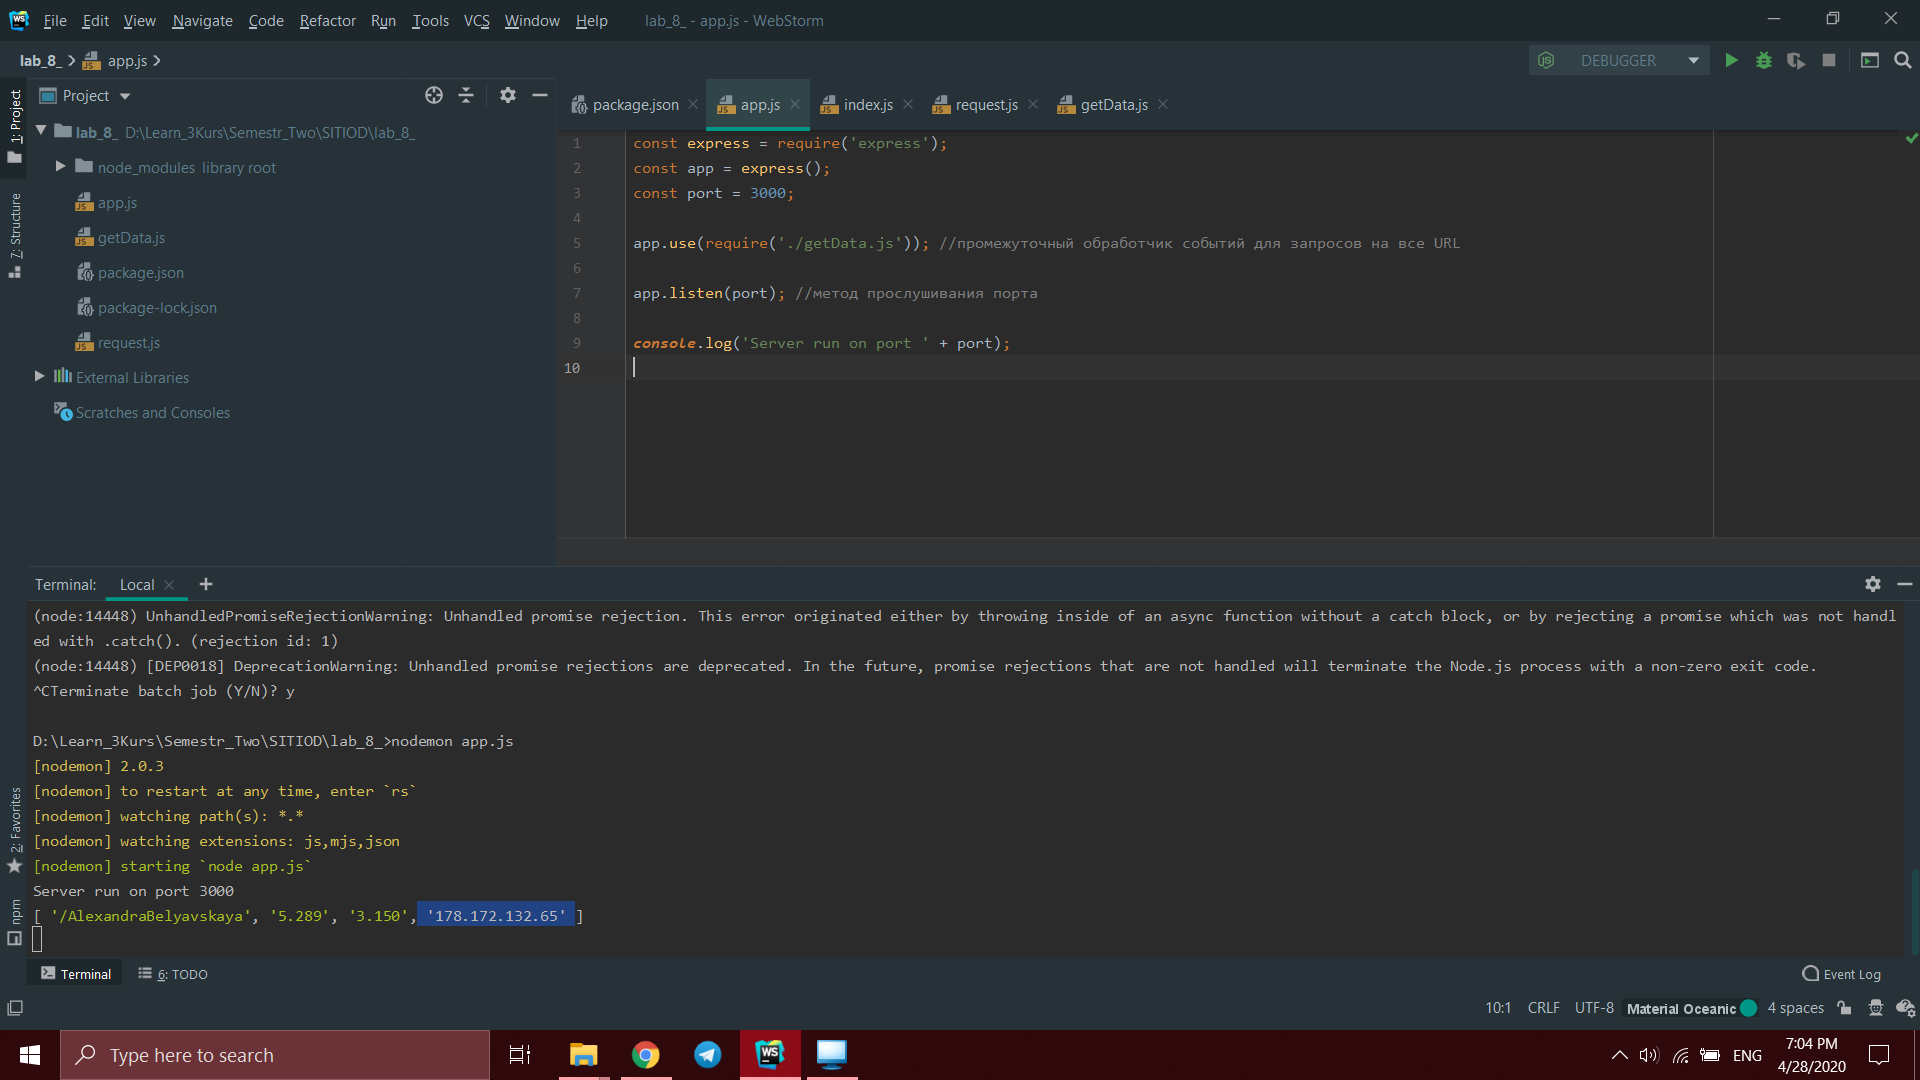 File Edit View Navigate Code Refactor Run Tools VCS Window Help lab_8_ - app.js - WebStorm
lab_8_ app.js
DEBUGGER
1: Project
7: Structure
2: Favorites
npm
Project
lab_8_ D:\Learn_3Kurs\Semestr_Two\SITIOD\lab_8_
node_modules library root
app.js
getData.js
package.json
package-lock.json
request.js
External Libraries
Scratches and Consoles
package.json app.js index.js request.js getData.js
1 const express = require('express');
2 const app = express();
3 const port = 3000;
4
5 app.use(require('./getData.js')); //промежуточный обработчик событий для запросов на все URL
6
7 app.listen(port); //метод прослушивания порта
8
9 console.log('Server run on port ' + port);
10
Terminal: Local
(node:14448) UnhandledPromiseRejectionWarning: Unhandled promise rejection. This error originated either by throwing inside of an async function without a catch block, or by rejecting a promise which was not handl
ed with .catch(). (rejection id: 1)
(node:14448) [DEP0018] DeprecationWarning: Unhandled promise rejections are deprecated. In the future, promise rejections that are not handled will terminate the Node.js process with a non-zero exit code.
^CTerminate batch job (Y/N)? y
D:\Learn_3Kurs\Semestr_Two\SITIOD\lab_8_>nodemon app.js
[nodemon] 2.0.3
[nodemon] to restart at any time, enter `rs`
[nodemon] watching path(s): *.*
[nodemon] watching extensions: js,mjs,json
[nodemon] starting `node app.js`
Server run on port 3000
[ '/AlexandraBelyavskaya', '5.289', '3.150', '178.172.132.65' ]
Terminal 6: TODO Event Log
10:1 CRLF UTF-8 Material Oceanic 4 spaces
Type here to search
WS
ENG
7:04 PM
4/28/2020